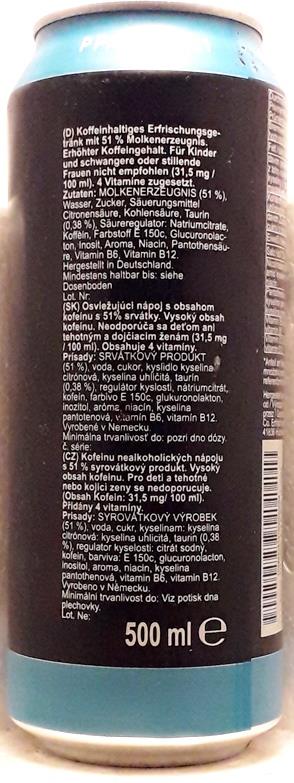 (D) Koffeinhaltiges Erfrischungsge-
tränk mit 51 % Molkenerzeugnis.
Erhöhter Koffeingehalt. Für Kinder
und schwangere oder stillende
Frauen nicht empfohlen (31,5 mg /
100 ml). 4 Vitamine zugesetzt.
Zutaten: MOLKENERZEUGNIS (51 %),
Wasser, Zucker, Säuerungsmittel
Citronensäure, Kohlensäure, Taurin
(0,38 %), Säureregulator: Natriumcitrate,
Koffein, Farbstoff E 150c, Glucuronolac-
ton, Inosit, Aroma, Niacin, Pantothensäu-
re, Vitamin B6, Vitamin B12.
Hergestellt in Deutschland.
Mindestens haltbar bis: siehe
Dosenboden
Lot. Nr:
(SK) Osviežujúci nápoj s obsahom
kofeínu s 51% srvátky. Vysoký obsah
kofeínu. Neodporúča sa deťom ani
tehotným a dojčiacim ženám (31,5 mg
/ 100 ml). Obsahuje 4 vitamíny.
Prísady: SRVÁTKOVÝ PRODUKT
(51 %), voda, cukor, kyslidlo kyselina
citrónová, kyselina uhličitá, taurín
(0,38 %), regulátor kyslosti, nátriumcitrát,
kofeín, farbivo E 150c, glukuronolakton,
inozitol, aróma, niacín, kyselina
pantoténová, vitamín B6, vitamín B12.
Vyrobené v Nemecku.
Minimálna trvanlivosť do: pozri dno dózy.
č. série:
(CZ) Kofeinu nealkoholických nápoju
s 51 % syrovátkový produkt. Vysoký
obsah kofeinu. Pro deti a tehotné
nebo kojící zeny se nedoporucuje.
(Obsah Kofein: 31,5 mg/ 100 ml).
Přidány 4 vitamíny.
Prisady: SYROVÁTKOVÝ VÝROBEK
(51 %), voda, cukr, kyselinam: kyselina
citrónová: kyselina uhlicitá, taurin (0,38
%), regulator kyselosti: citrát sodný,
kofein, barviva: E 150c, glucuronolacton,
inositol, aroma, niacin, kyselina
pantothenová, vitamin B6, vitamin B12.
Vyrobeno v Německu.
Minimální trvanlivost do: Viz potisk dna
plechovky.
Lot. Ne:
500 ml e